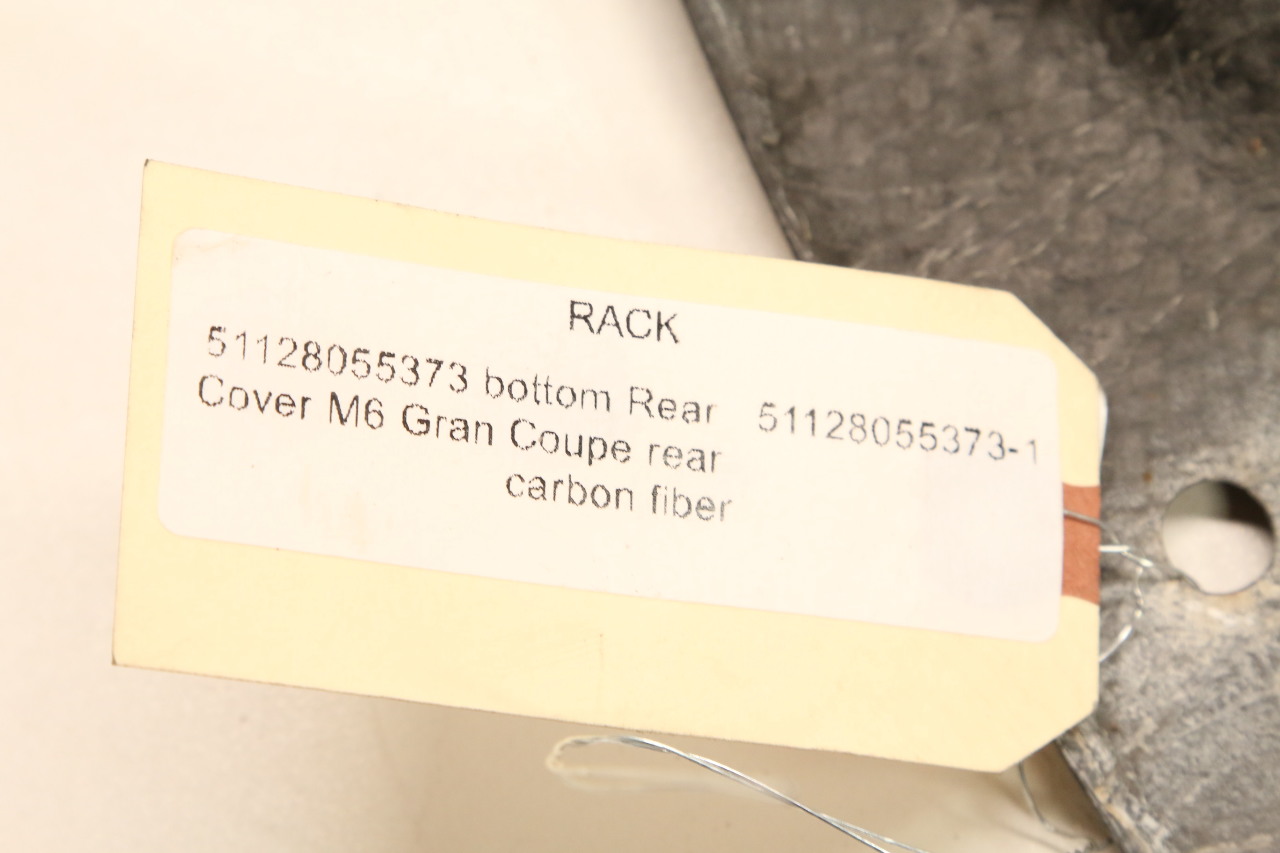 RACK
51128055373 bottom Rear 51128055373-1
Cover M6 Gran Coupe rear
carbon fiber